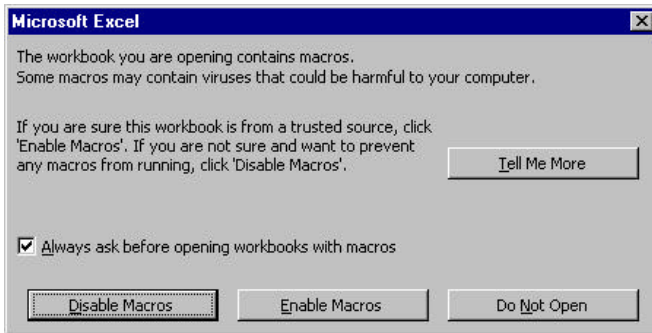 Microsoft Excel
The workbook you are opening contains macros.
Some macros may contain viruses that could be harmful to your computer.
If you are sure this workbook is from a trusted source, click
'Enable Macros'. If you are not sure and want to prevent
any macros from running, click 'Disable Macros'.
Tell Me More
Always ask before opening workbooks with macros
Disable Macros
Enable Macros
Do Not Open